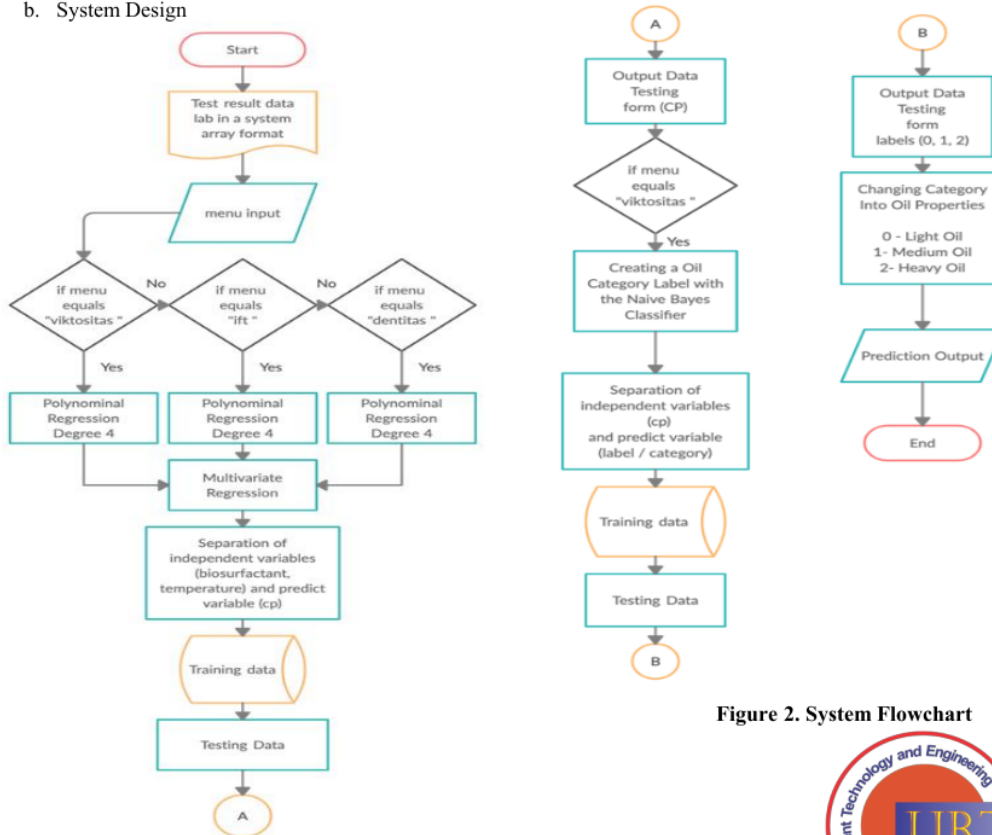 b. System Design
Start
Test result data
lab in a system
array format
menu input
if menu
equals
"viktositas "
No
if menu
equals
"ift "
No
if menu
equals
"dentitas "
Yes
Yes
Yes
Polynominal
Regression
Degree 4
Polynominal
Regression
Degree 4
Polynominal
Regression
Degree 4
Multivariate
Regression
Separation of
independent variables
(biosurfactant,
temperature) and predict
variable (cp)
Training data
Testing Data
A
A
Output Data
Testing
form (CP)
if menu
equals
"viktositas "
Yes
Creating a Oil
Category Label with
the Naive Bayes
Classifier
Separation of
independent variables
(cp)
and predict variable
(label / category)
Training data
Testing Data
B
B
Output Data
Testing
form
labels (0, 1, 2)
Changing Category
Into Oil Properties
0 - Light Oil
1- Medium Oil
2- Heavy Oil
Prediction Output
End
Figure 2. System Flowchart
Technology and Engineering